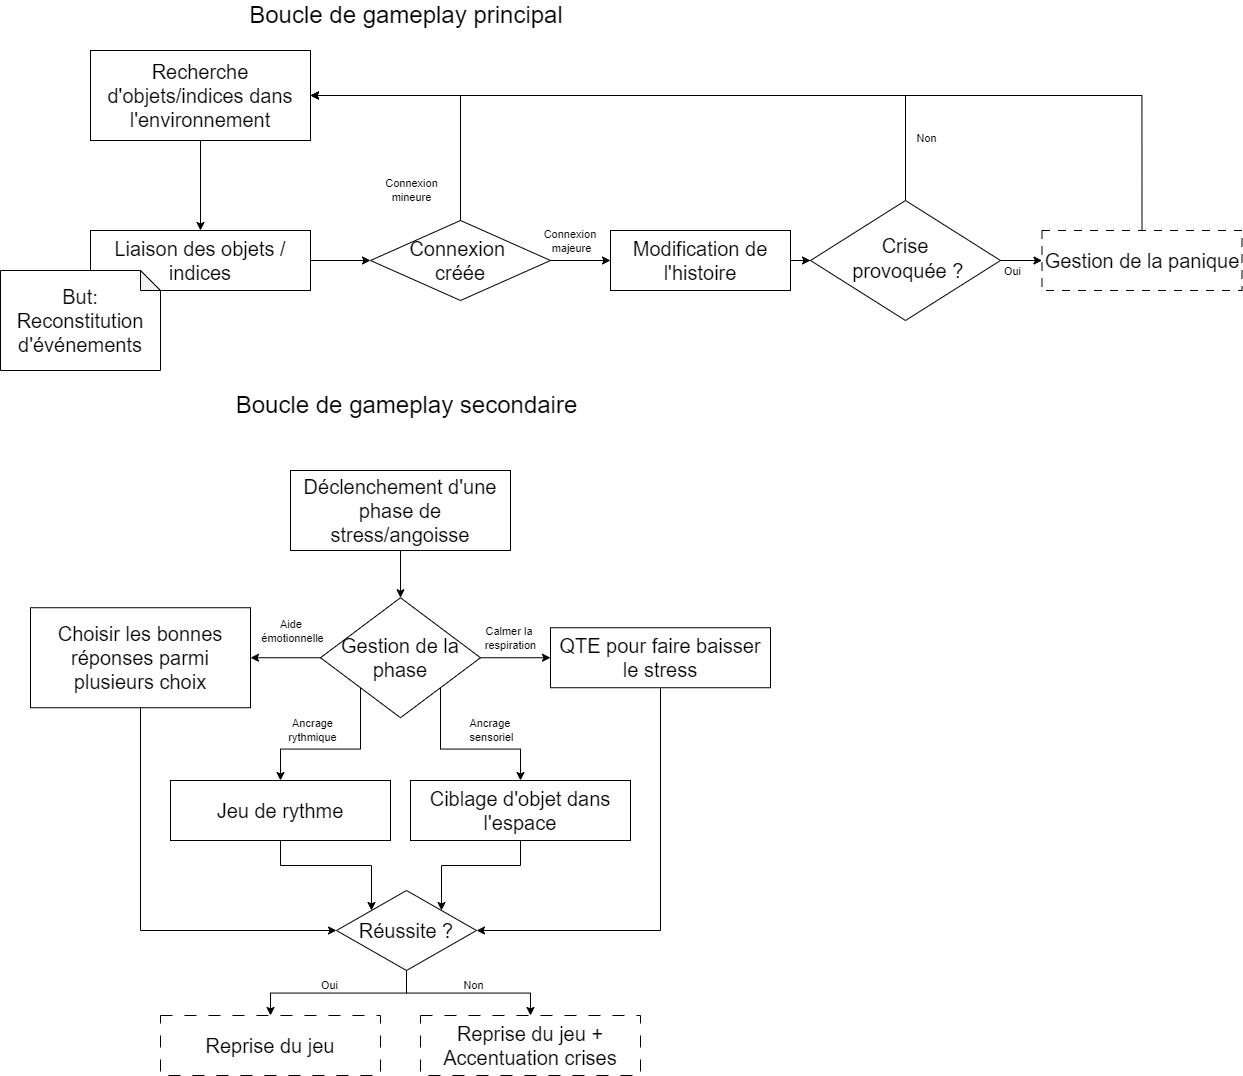 Boucle de gameplay principal
Recherche
d'objets/indices dans
l'environnement
Non
Connexion
mineure
Liaison des objets /
indices
Connexion
créée
Connexion
majeure
Modification de
l'histoire
Crise
provoquée ?
Oui
Gestion de la panique
But:
Reconstitution
d'événements
Boucle de gameplay secondaire
Déclenchement d'une
phase de
stress/angoisse
Choisir les bonnes
réponses parmi
plusieurs choix
Aide
émotionnelle
Gestion de la
phase
Calmer la
respiration
QTE pour faire baisser
le stress
Ancrage
rythmique
Ancrage
sensoriel
Jeu de rythme
Ciblage d'objet dans
l'espace
Réussite ?
Oui
Non
Reprise du jeu
Reprise du jeu +
Accentuation crises